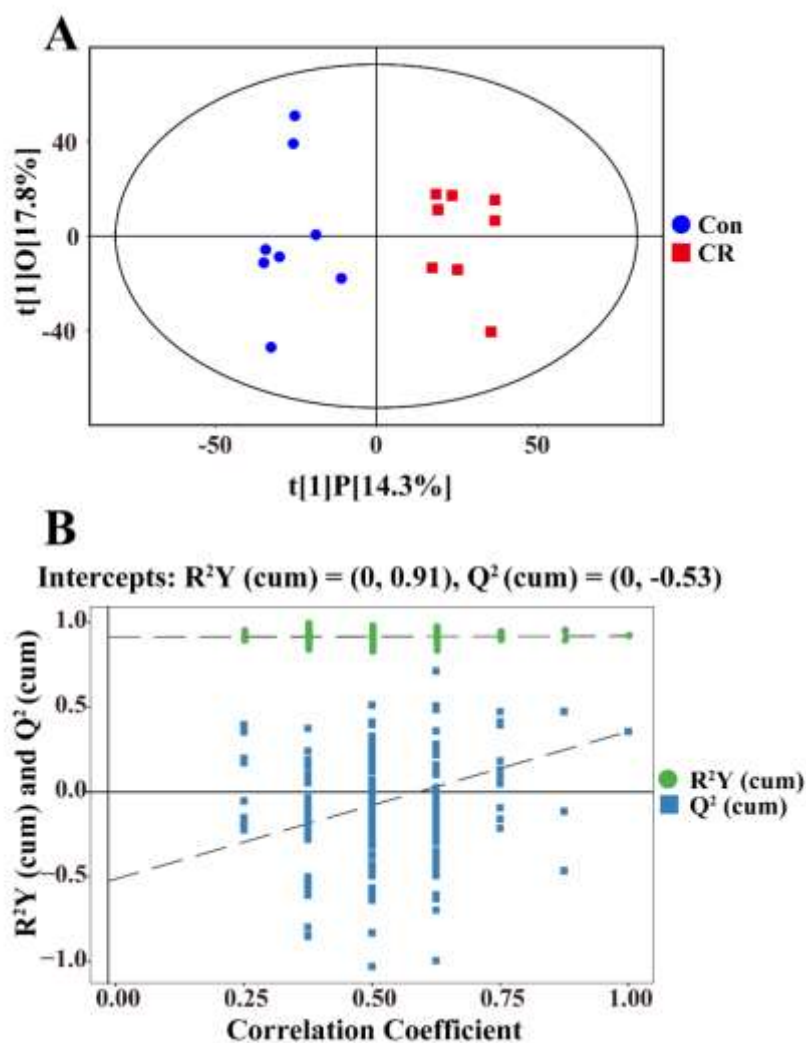 A
t[1]O[17.8%]
40
0
-40
-50
0
50
t[1]P[14.3%]
Con
CR
B
Intercepts: R²Y (cum) = (0, 0.91), Q² (cum) = (0, -0.53)
R²Y (cum) and Q² (cum)
1.0
0.5
0.0
−0.5
−1.0
0.00
0.25
0.50
0.75
1.00
Correlation Coefficient
R²Y (cum)
Q² (cum)